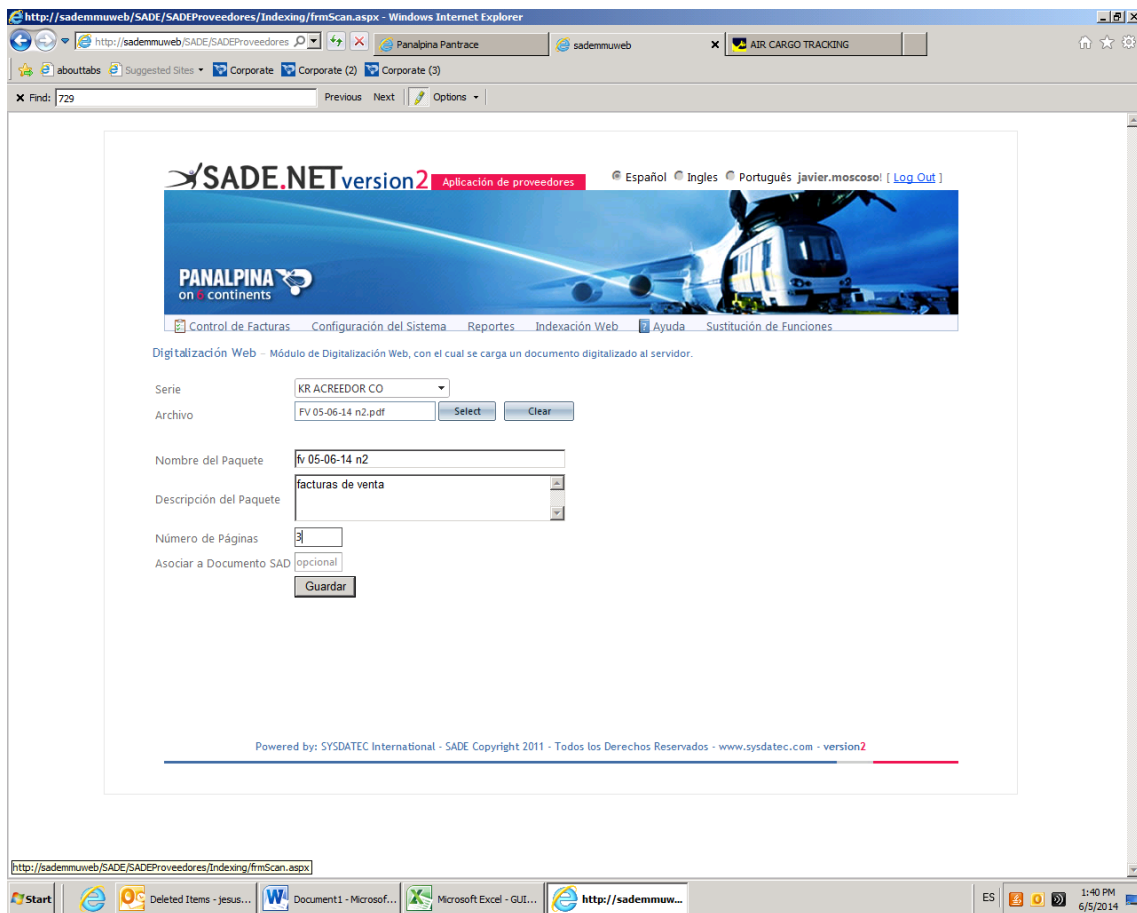 http://sademmuweb/SADE/SADEProveedores/Indexing/frmScan.aspx - Windows Internet Explorer
http://sademmuweb/SADE/SADEProveedores
Panalpina Pantrace
sademmuweb
AIR CARGO TRACKING
abouttabs
Suggested Sites
Corporate
Corporate (2)
Corporate (3)
Find: 729 Previous Next Options
SADE.NET version2 Aplicación de proveedores Español Ingles Português javier.moscoso! [ Log Out ]
PANALPINA
on 6 continents
Control de Facturas Configuración del Sistema Reportes Indexación Web Ayuda Sustitución de Funciones
Digitalización Web - Módulo de Digitalización Web, con el cual se carga un documento digitalizado al servidor.
Serie KR ACREEDOR CO
Archivo FV 05-06-14 n2.pdf Select Clear
Nombre del Paquete fv 05-06-14 n2
Descripción del Paquete facturas de venta
Número de Páginas 3
Asociar a Documento SAD opcional
Guardar
Powered by: SYSDATEC International - SADE Copyright 2011 - Todos los Derechos Reservados - www.sysdatec.com - version2
http://sademmuweb/SADE/SADEProveedores/Indexing/frmScan.aspx
Start
Deleted Items - jesus...
Document1 - Microsof...
Microsoft Excel - GUI...
http://sademmuw...
ES
1:40 PM
6/5/2014